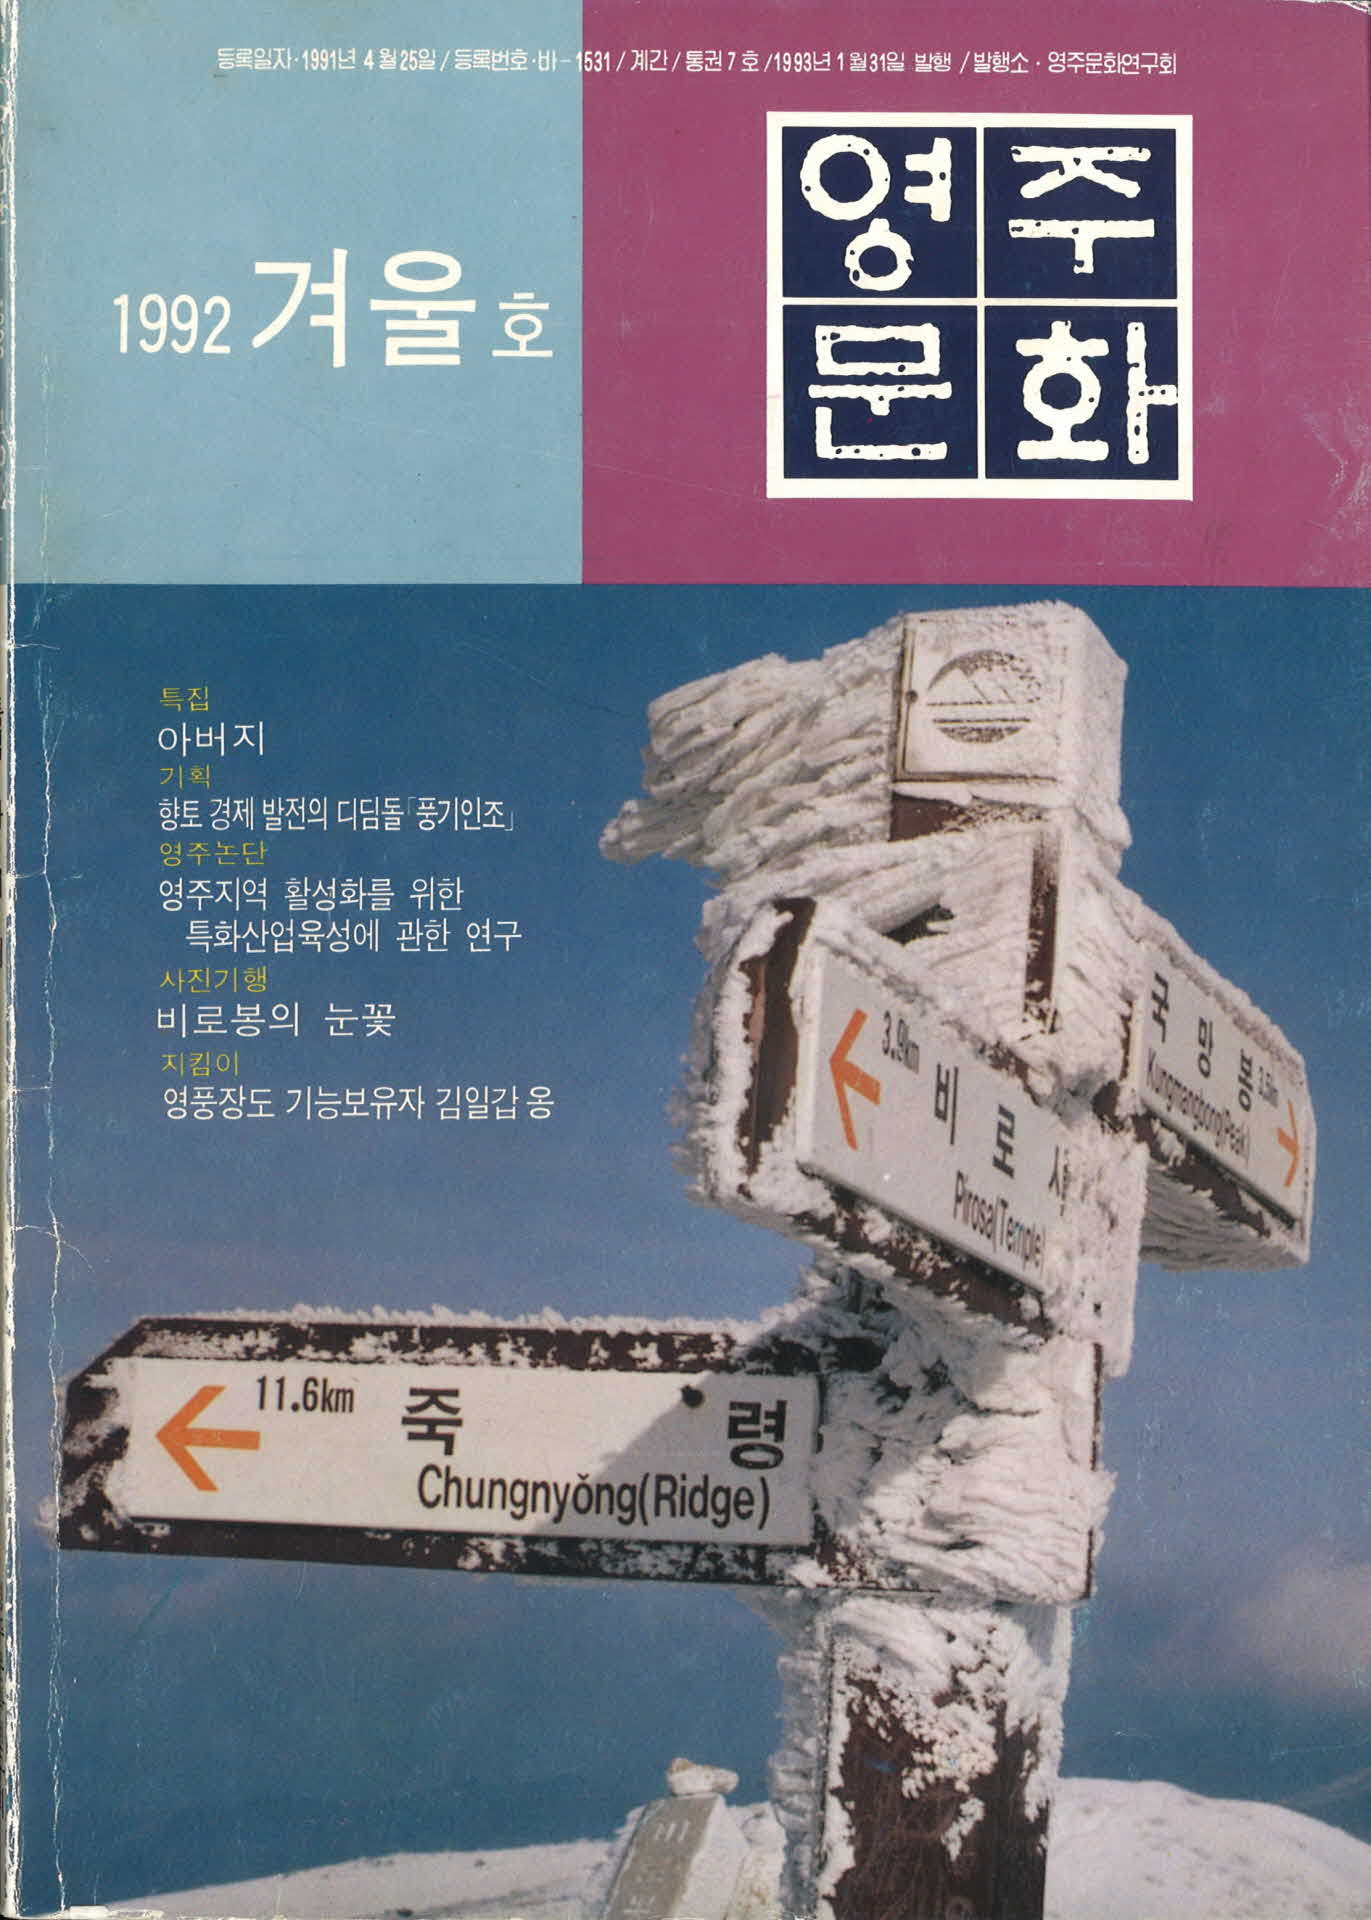 등록일자·1991년 4월25일/등록번호·바-1531/계간/통권7호/1993년1월31일 발행/발행소·영주문화연구회
영주
문화
1992 겨울호
특집
아버지
기획
향토 경제 발전의 디딤돌「풍기인조」
영주논단
영주지역 활성화를 위한
특화산업육성에 관한 연구
사진기행
비로봉의 눈꽃
지킴이
영풍장도 기능보유자 김일갑 옹
국망봉 3.5km
Kungmangbong(Peak)
3.9km 비로사
Pirosa(Temple)
11.6km 죽령
Chungnyŏng(Ridge)
비